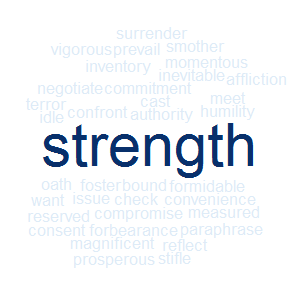 surrender
vigorous prevail smother
inventory momentous
inevitable affliction
negotiate commitment
terror cast meet
idle confront authority humility
strength
oath foster bound formidable
want issue check convenience
reserved compromise measured
consent forbearance paraphrase
magnificent reflect
prosperous stifle